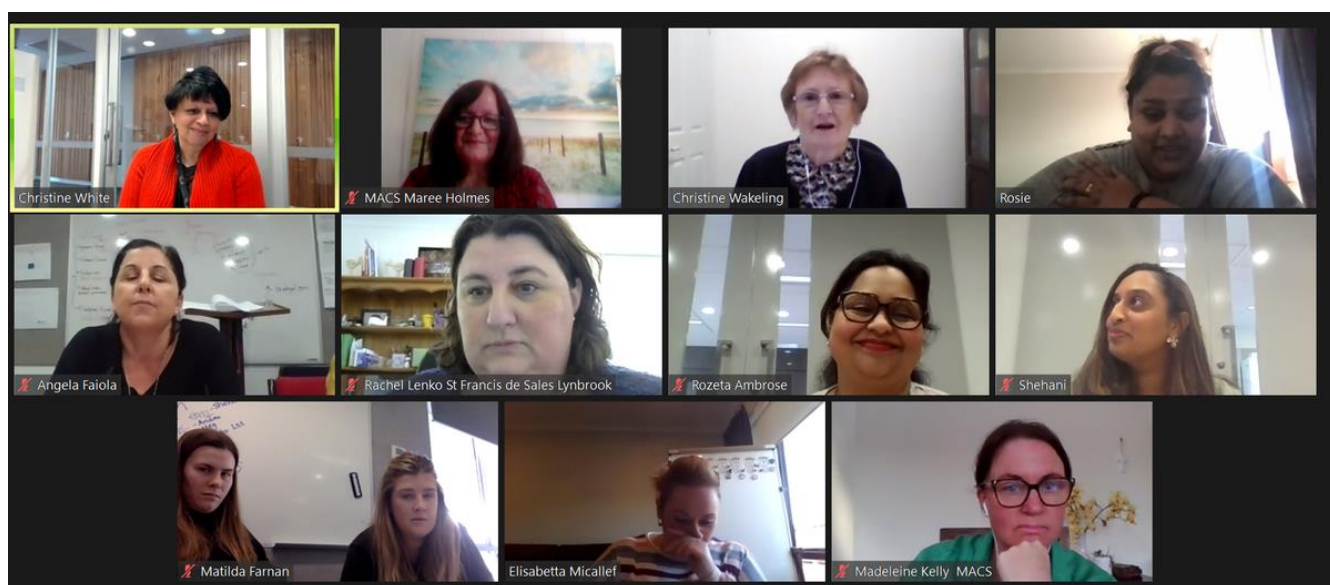 Christine White
MACS Maree Holmes
Christine Wakeling
Rosie
Angela Faiola
Rachel Lenko St Francis de Sales Lynbrook
Rozeta Ambrose
Shehani
Matilda Farnan
Elisabetta Micallef
Madeleine Kelly MACS